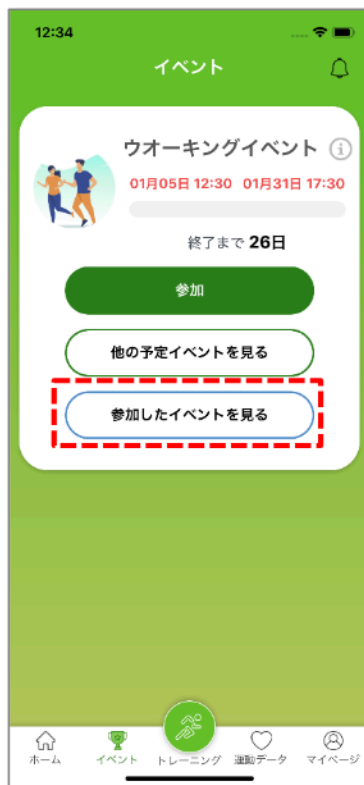 12:34
イベント
ウオーキングイベント
01月05日 12:30 01月31日 17:30
終了まで 26日
参加
他の予定イベントを見る
参加したイベントを見る
ホーム イベント トレーニング 運動データ マイページ